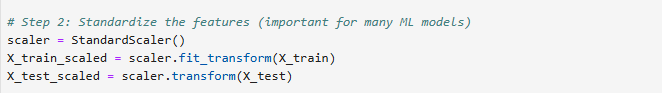 # Step 2: Standardize the features (important for many ML models)
scaler = StandardScaler()
X_train_scaled = scaler.fit_transform(X_train)
X_test_scaled = scaler.transform(X_test)